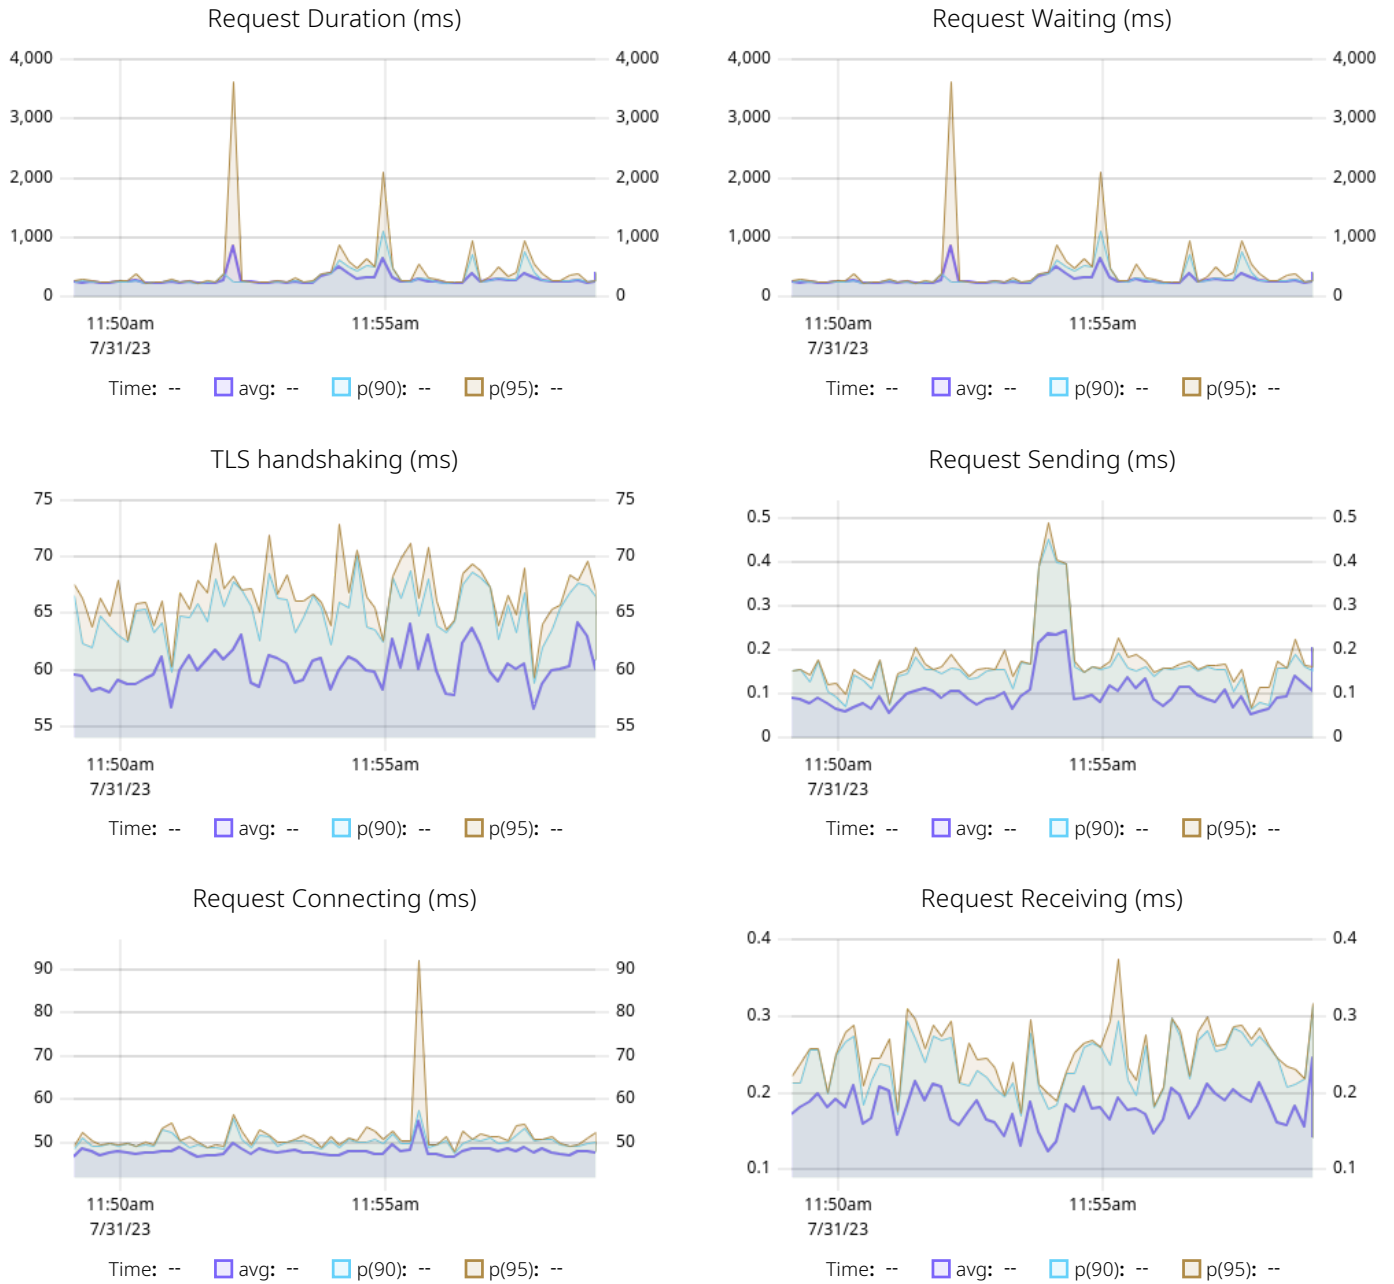 Request Duration (ms)
4,000 4,000
3,000 3,000
2,000 2,000
1,000 1,000
0 0
11:50am 11:55am
7/31/23
Time: -- avg: -- p(90): -- p(95): --
Request Waiting (ms)
4,000 4,000
3,000 3,000
2,000 2,000
1,000 1,000
0 0
11:50am 11:55am
7/31/23
Time: -- avg: -- p(90): -- p(95): --
TLS handshaking (ms)
75 75
70 70
65 65
60 60
55 55
11:50am 11:55am
7/31/23
Time: -- avg: -- p(90): -- p(95): --
Request Sending (ms)
0.5 0.5
0.4 0.4
0.3 0.3
0.2 0.2
0.1 0.1
0 0
11:50am 11:55am
7/31/23
Time: -- avg: -- p(90): -- p(95): --
Request Connecting (ms)
90 90
80 80
70 70
60 60
50 50
11:50am 11:55am
7/31/23
Time: -- avg: -- p(90): -- p(95): --
Request Receiving (ms)
0.4 0.4
0.3 0.3
0.2 0.2
0.1 0.1
11:50am 11:55am
7/31/23
Time: -- avg: -- p(90): -- p(95): --